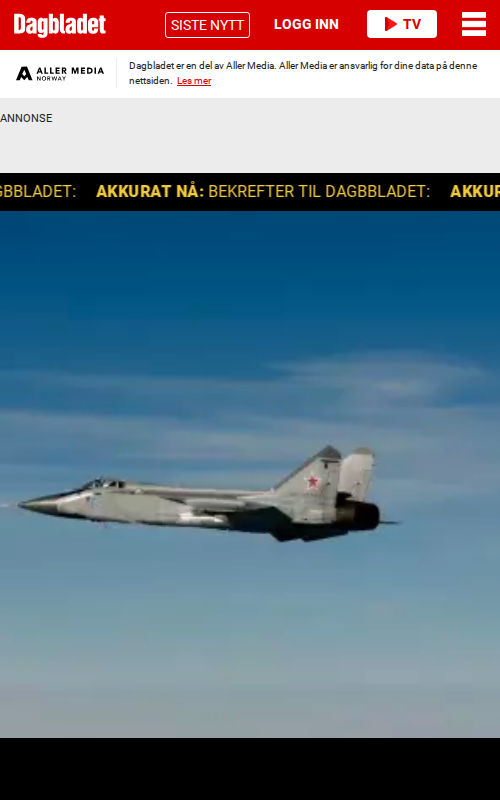 Dagbladet
SISTE NYTT
LOGG INN
TV
ALLER MEDIA
NORWAY
Dagbladet er en del av Aller Media. Aller Media er ansvarlig for dine data på denne
nettsiden. Les mer
ANNONSE
GBBLADET: AKKURAT NÅ: BEKREFTER TIL DAGBBLADET: AKKUR